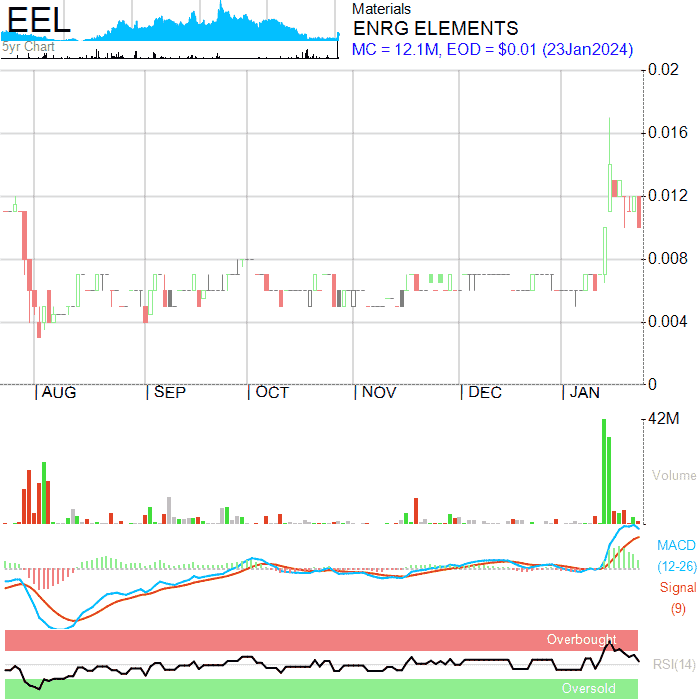 EEL
5yr Chart
Materials
ENRG ELEMENTS
MC = 12.1M, EOD = $0.01 (23Jan2024)
0.02
0.016
0.012
0.008
0.004
0
AUG SEP OCT NOV DEC JAN
42M
Volume
MACD
(12-26)
Signal
(9)
Overbought
RSI(14)
Oversold